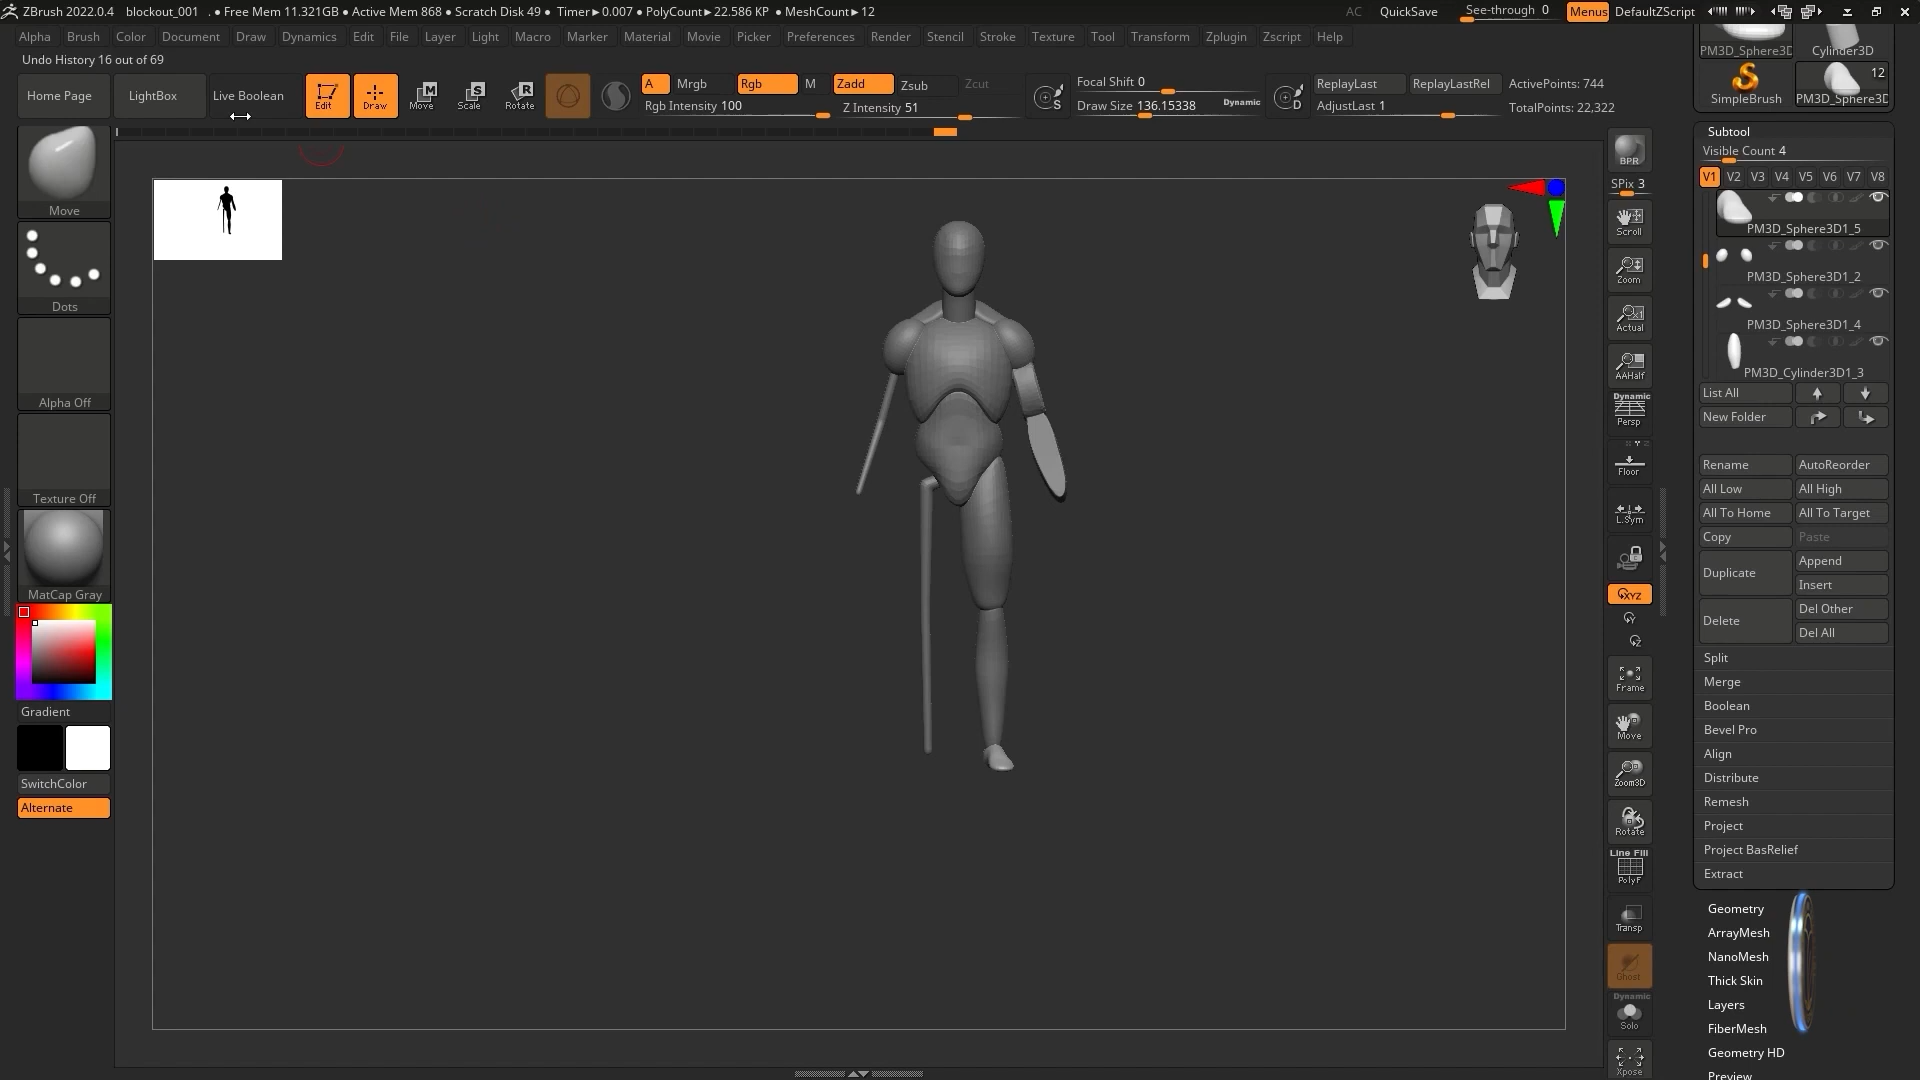 ZBrush 2022.0.4 blockout_001 . ● Free Mem 11.321GB ● Active Mem 868 ● Scratch Disk 49 ● Timer►0.007 ● PolyCount►22.586 KP ● MeshCount►12 AC QuickSave See-through 0 Menus DefaultZScript
Alpha Brush Color Document Draw Dynamics Edit File Layer Light Macro Marker Material Movie Picker Preferences Render Stencil Stroke Texture Tool Transform Zplugin Zscript Help
Undo History 16 out of 69
Home Page LightBox Live Boolean Edit Draw Move Scale Rotate
A Mrgb Rgb M Zadd Zsub Zcut
Rgb Intensity 100 Z Intensity 51
Focal Shift 0
Draw Size 136.15338 Dynamic
ReplayLast ReplayLastRel ActivePoints: 744
AdjustLast 1 TotalPoints: 22,322
Move
Dots
Alpha Off
Texture Off
MatCap Gray
Gradient
SwitchColor
Alternate
BPR
SPix 3
Scroll
Zoom
Actual
AAHalf
Dynamic
Persp
Floor
L.Sym
XYZ
Y
Z
Frame
Move
Zoom3D
Rotate
Line Fill
PolyF
Transp
Ghost
Dynamic
Solo
Xpose
PM3D_Sphere3D Cylinder3D
12
SimpleBrush PM3D_Sphere3D
Subtool
Visible Count 4
V1 V2 V3 V4 V5 V6 V7 V8
PM3D_Sphere3D1_5
PM3D_Sphere3D1_2
PM3D_Sphere3D1_4
PM3D_Cylinder3D1_3
List All
New Folder
Rename AutoReorder
All Low All High
All To Home All To Target
Copy Paste
Duplicate Append
Insert
Delete Del Other
Del All
Split
Merge
Boolean
Bevel Pro
Align
Distribute
Remesh
Project
Project BasRelief
Extract
Geometry
ArrayMesh
NanoMesh
Thick Skin
Layers
FiberMesh
Geometry HD
Preview